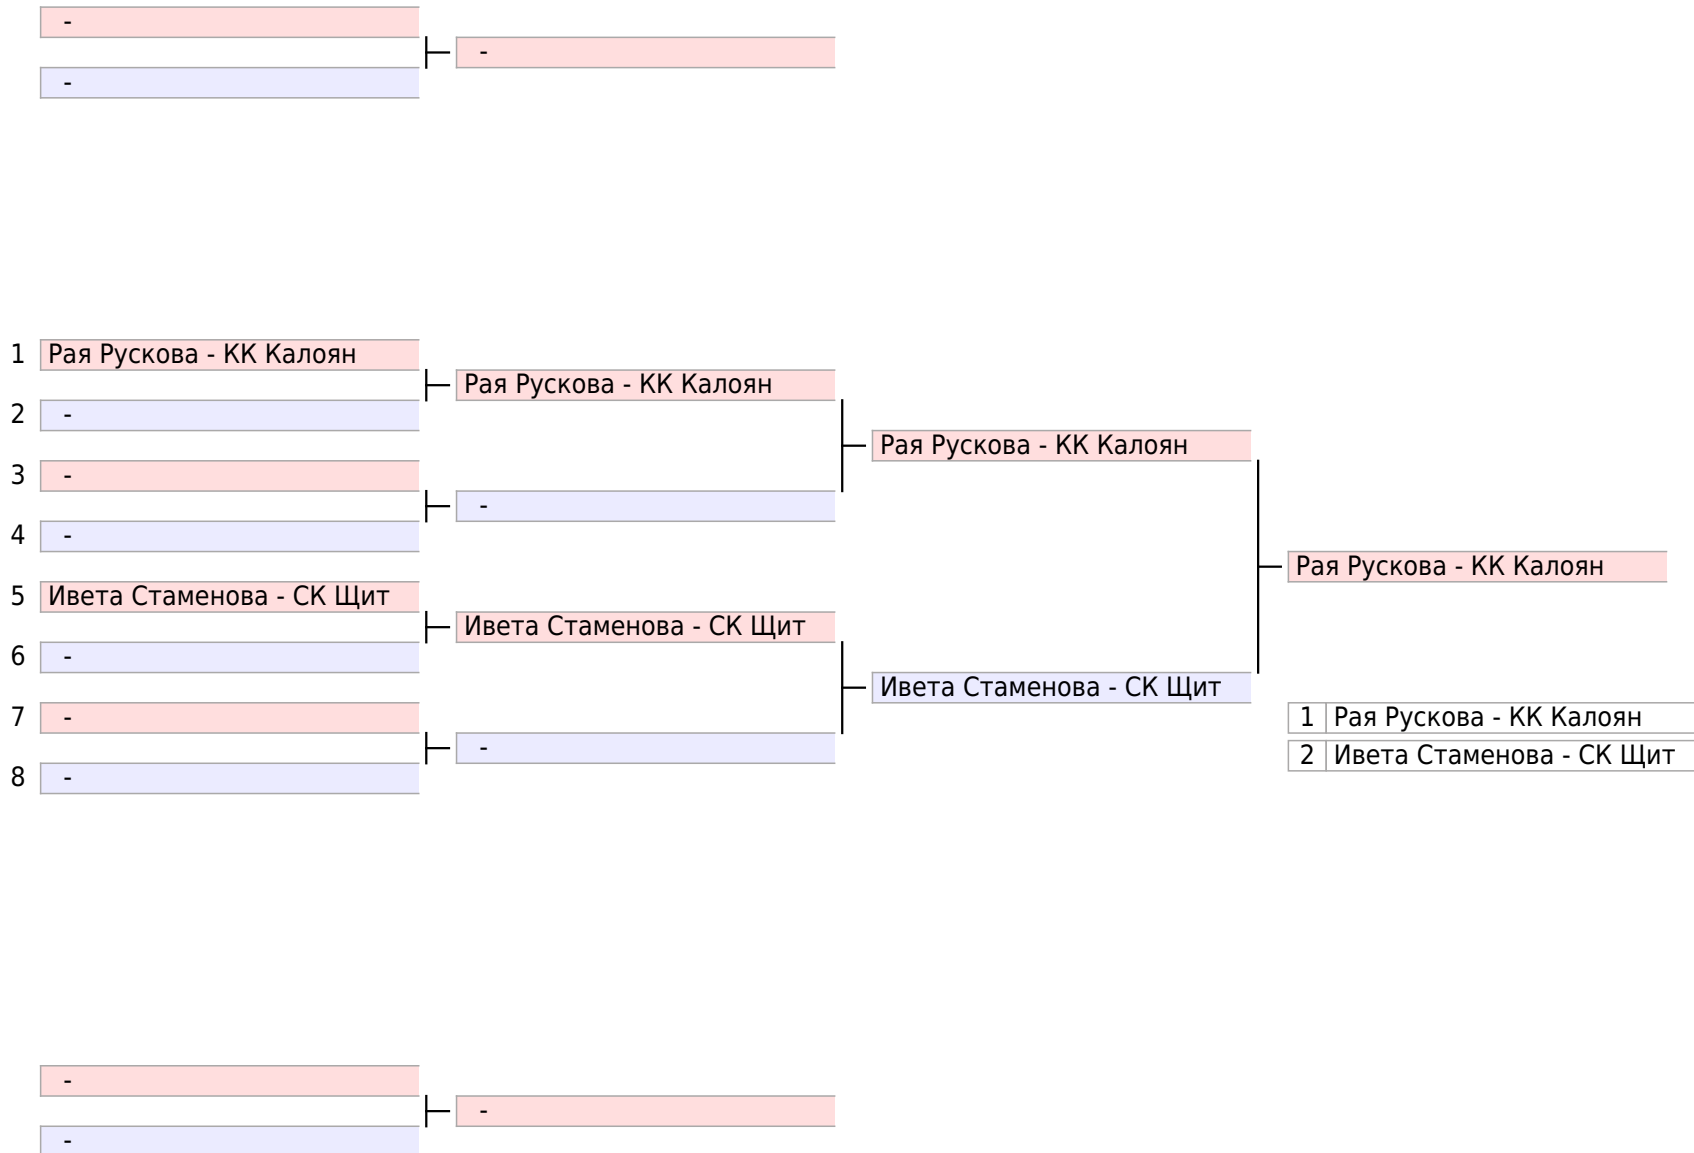 -
-
-
1 Рая Рускова - КК Калоян
Рая Рускова - КК Калоян
2 -
Рая Рускова - КК Калоян
3 -
-
4 -
Рая Рускова - КК Калоян
5 Ивета Стаменова - СК Щит
Ивета Стаменова - СК Щит
6 -
Ивета Стаменова - СК Щит
7 -
1 Рая Рускова - КК Калоян
-
2 Ивета Стаменова - СК Щит
8 -
-
-
-